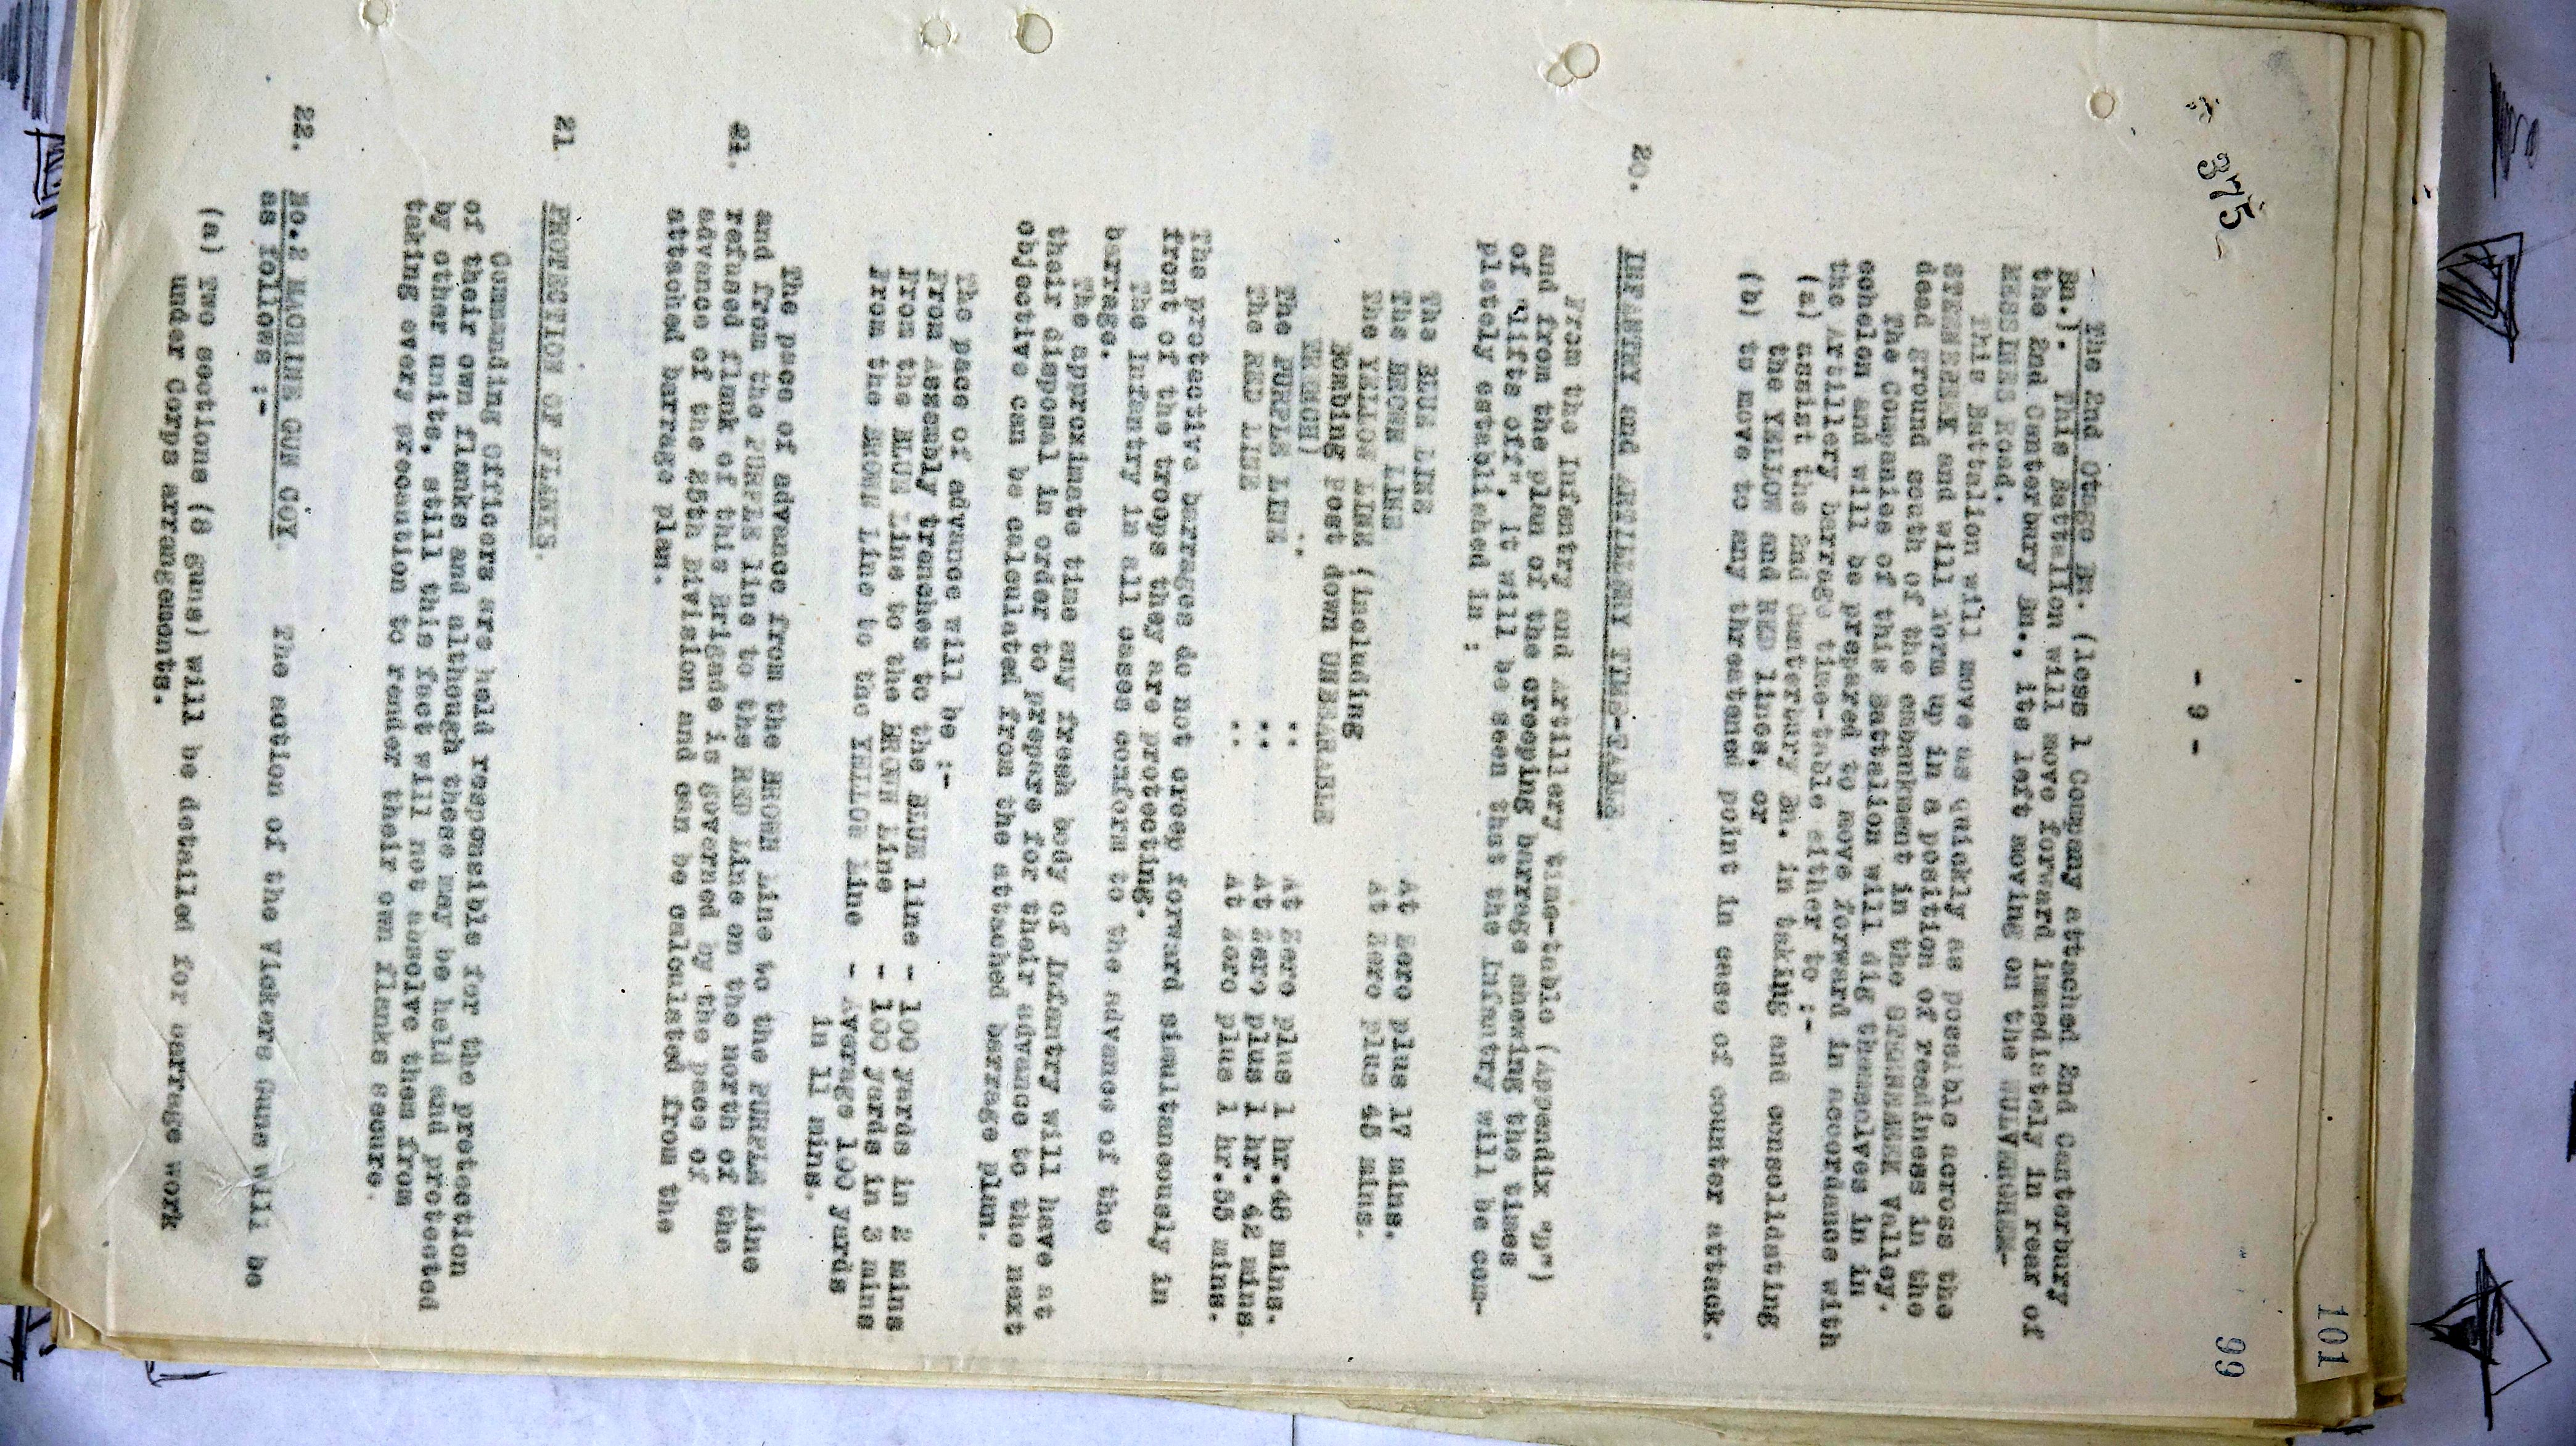 375
101
99
- 9 -
The 2nd Otago Bn. (less 1 Company attached 2nd Canterbury
Bn.). This Battalion will move forward immediately in rear of
the 2nd Canterbury Bn., its left moving on the WULVERGHEM-
MESSINES Road.
This Battalion will move as quickly as possible across the
STEENEBEEK and will form up in a position of readiness in the
dead ground south of the embankment in the STEENEBEEK Valley.
The Companies of this Battalion will dig themselves in in
echelon and will be prepared to move forward in accordance with
the Artillery barrage time-table either to :-
(a) assist the 2nd Canterbury Bn. in taking and consolidating
the YELLOW and RED lines, or
(b) to move to any threatened point in case of counter attack.
20. INFANTRY and ARTILLERY TIME-TABLE
From the Infantry and Artillery time-table (Appendix "B")
and from the plan of the creeping barrage shewing the times
of "lifts off", it will be seen that the Infantry will be com-
pletely established in :
The BLUE LINE At Zero plus 17 mins.
The BROWN LINE At Zero plus 45 mins.
The YELLOW LINE (including
Bombing post down UNBEARABLE
TRENCH) .. At Zero plus 1 hr.48 mins.
The PURPLE LINE .. At Zero plus 1 hr. 42 mins.
The RED LINE .. At Zero plus 1 hr.55 mins.
The protective barrages do not creep forward simultaneously in
front of the troops they are protecting.
The Infantry in all cases conform to the advance of the
barrage.
The approximate time any fresh body of Infantry will have at
their disposal in order to prepare for their advance to the next
objective can be calculated from the attached barrage plan.
The pace of advance will be :-
From Assembly trenches to the BLUE line - 100 yards in 2 mins
From the BLUE Line to the BROWN Line - 100 yards in 3 mins
From the BROWN Line to the YELLOW Line - Average 100 yards
in 11 mins.
The pace of advance from the BROWN Line to the PURPLE Line
and from the PURPLE line to the RED Line on the north of the
21. refused flank of this Brigade is governed by the pace of
advance of the 25th Division and can be calculated from the
attached barrage plan.
21 PROTECTION OF FLANKS.
Commanding Officers are held responsible for the protection
of their own flanks and although these may be held and protected
by other units, still this fact will not absolve them from
taking every precaution to render their own flanks secure.
22. No.2 MACHINE GUN COY. The action of the Vickers Guns will be
as follows :-
(a) Two sections (8 guns) will be detailed for barrage work
under Corps arrangements.